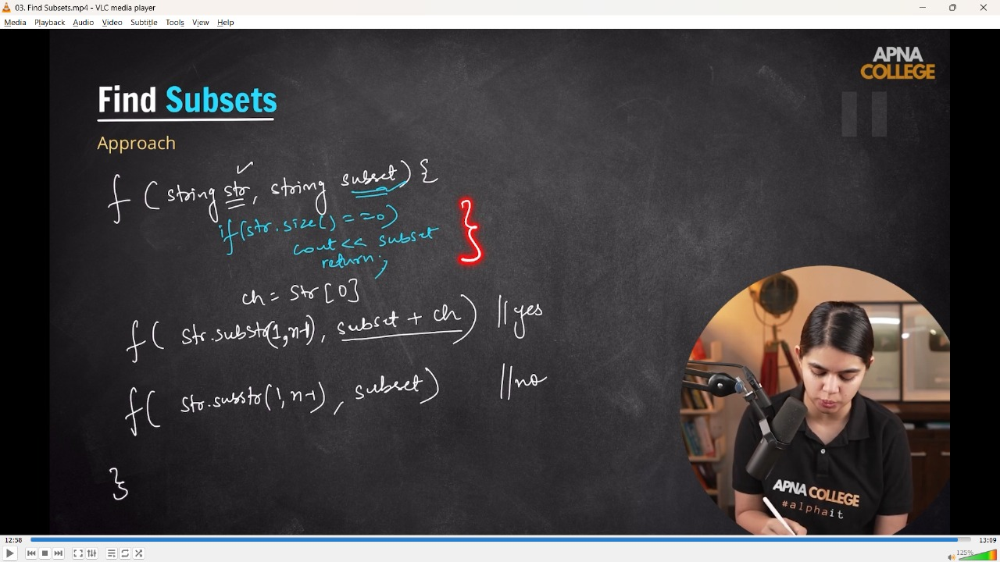 03. Find Subsets.mp4 - VLC media player
Media Playback Audio Video Subtitle Tools View Help
APNA
COLLEGE
Find Subsets
Approach
f ( string str, string subset ) {
if(str.size() == 0)
cout << subset
return;
}
ch = str[0]
f( str.substr(1,n-1), subset + ch ) //yes
f( str.substr(1, n-1), subset) //no
}
APNA COLLEGE
#alphait
12:58
13:09
125%